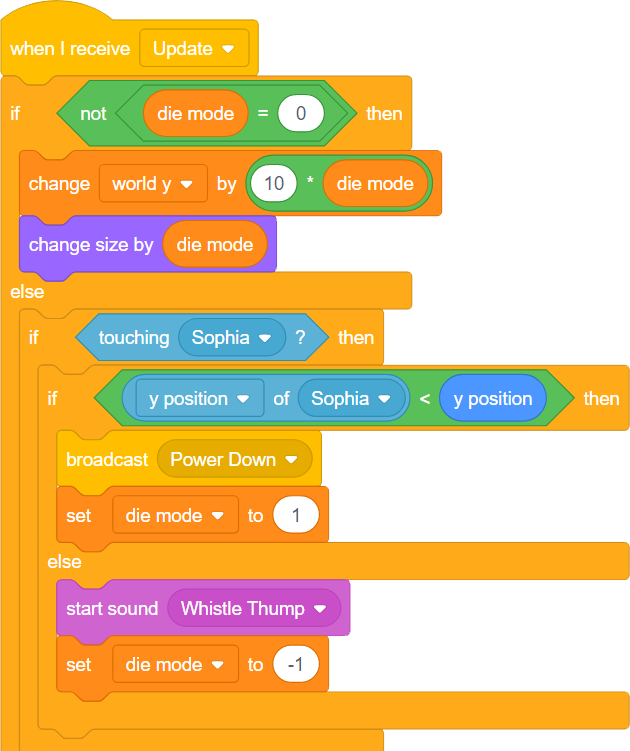 when I receive Update
if not die mode = 0 then
change world y by 10 * die mode
change size by die mode
else
if touching Sophia ? then
if y position of Sophia < y position then
broadcast Power Down
set die mode to 1
else
start sound Whistle Thump
set die mode to -1